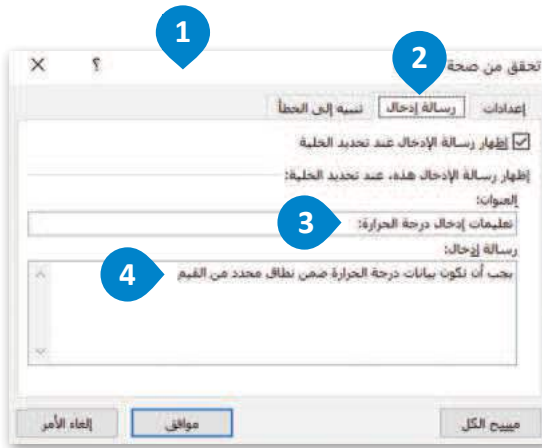 1
2
تحقق من صحة
؟
إعدادات
رسالة إدخال
تنبيه إلى الخطأ
إظهار رسالة الإدخال عند تحديد الخلية
إظهار رسالة الإدخال هذه، عند تحديد الخلية:
العنوان:
تعليمات إدخال درجة الحرارة:
3
رسالة إدخال:
يجب أن تكون بيانات درجة الحرارة ضمن نطاق محدد من القيم
4
مسح الكل
موافق
إلغاء الأمر